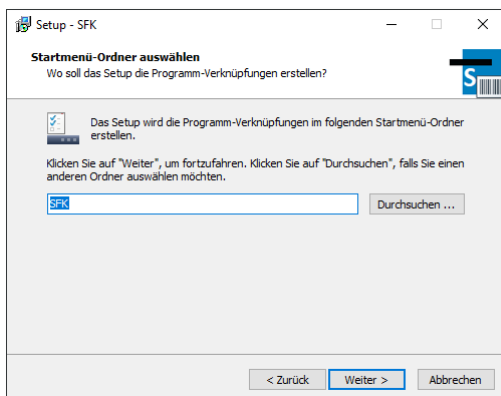 Setup - SFK
Startmenü-Ordner auswählen
Wo soll das Setup die Programm-Verknüpfungen erstellen?
S
Das Setup wird die Programm-Verknüpfungen im folgenden Startmenü-Ordner
erstellen.
Klicken Sie auf "Weiter", um fortzufahren. Klicken Sie auf "Durchsuchen", falls Sie einen
anderen Ordner auswählen möchten.
SFK
Durchsuchen ...
< Zurück
Weiter >
Abbrechen